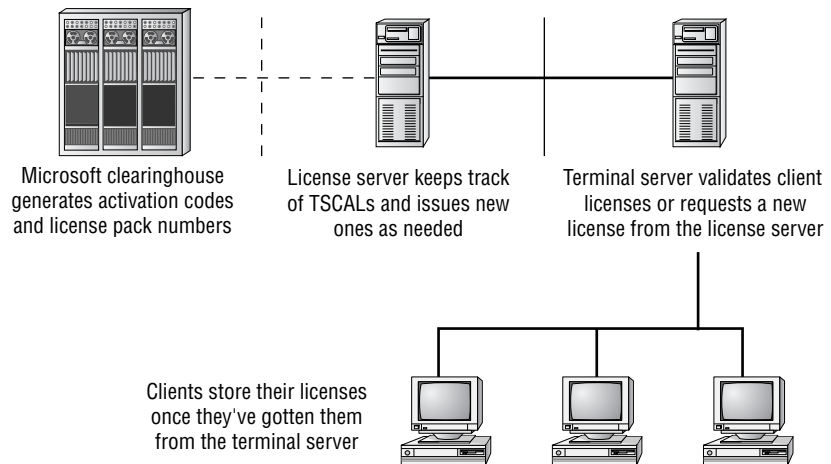 Microsoft clearinghouse
generates activation codes
and license pack numbers
License server keeps track
of TSCALs and issues new
ones as needed
Terminal server validates client
licenses or requests a new
license from the license server
Clients store their licenses
once they've gotten them
from the terminal server